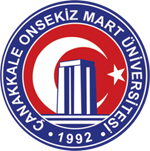 ÇANAKKALE ONSEKİZ MART ÜNİVERSİTESİ
• 1992 •